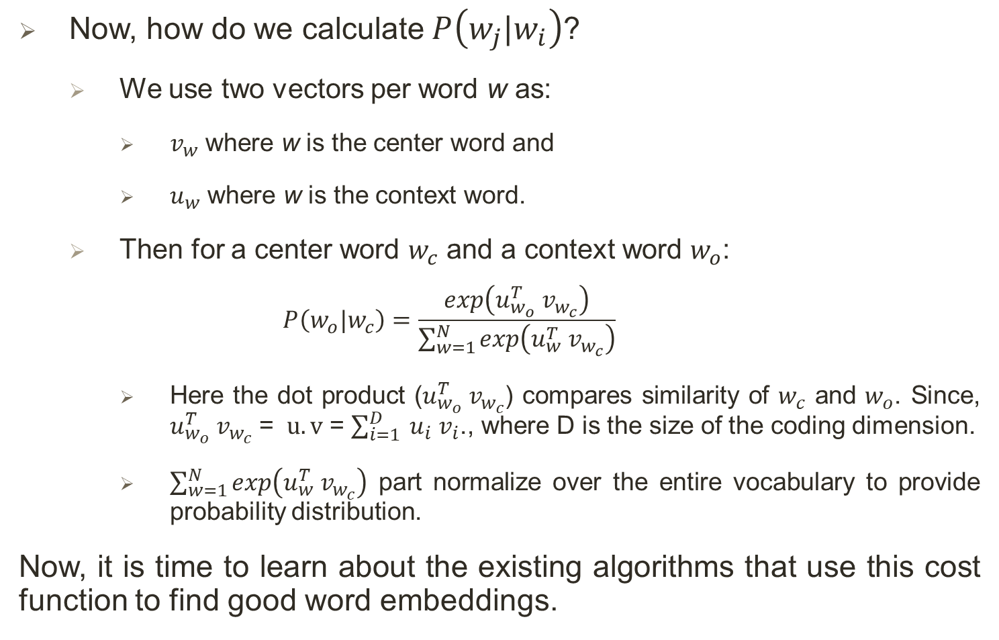 ➢ Now, how do we calculate P(w_j|w_i)?
➢ We use two vectors per word w as:
➢ v_w where w is the center word and
➢ u_w where w is the context word.
➢ Then for a center word w_c and a context word w_o:
P(w_o|w_c) = exp(u_{w_o}^T v_{w_c}) / ∑_{w=1}^N exp(u_w^T v_{w_c})
➢ Here the dot product (u_{w_o}^T v_{w_c}) compares similarity of w_c and w_o. Since,
u_{w_o}^T v_{w_c} = u.v = ∑_{i=1}^D u_i v_i., where D is the size of the coding dimension.
➢ ∑_{w=1}^N exp(u_w^T v_{w_c}) part normalize over the entire vocabulary to provide
probability distribution.
Now, it is time to learn about the existing algorithms that use this cost
function to find good word embeddings.